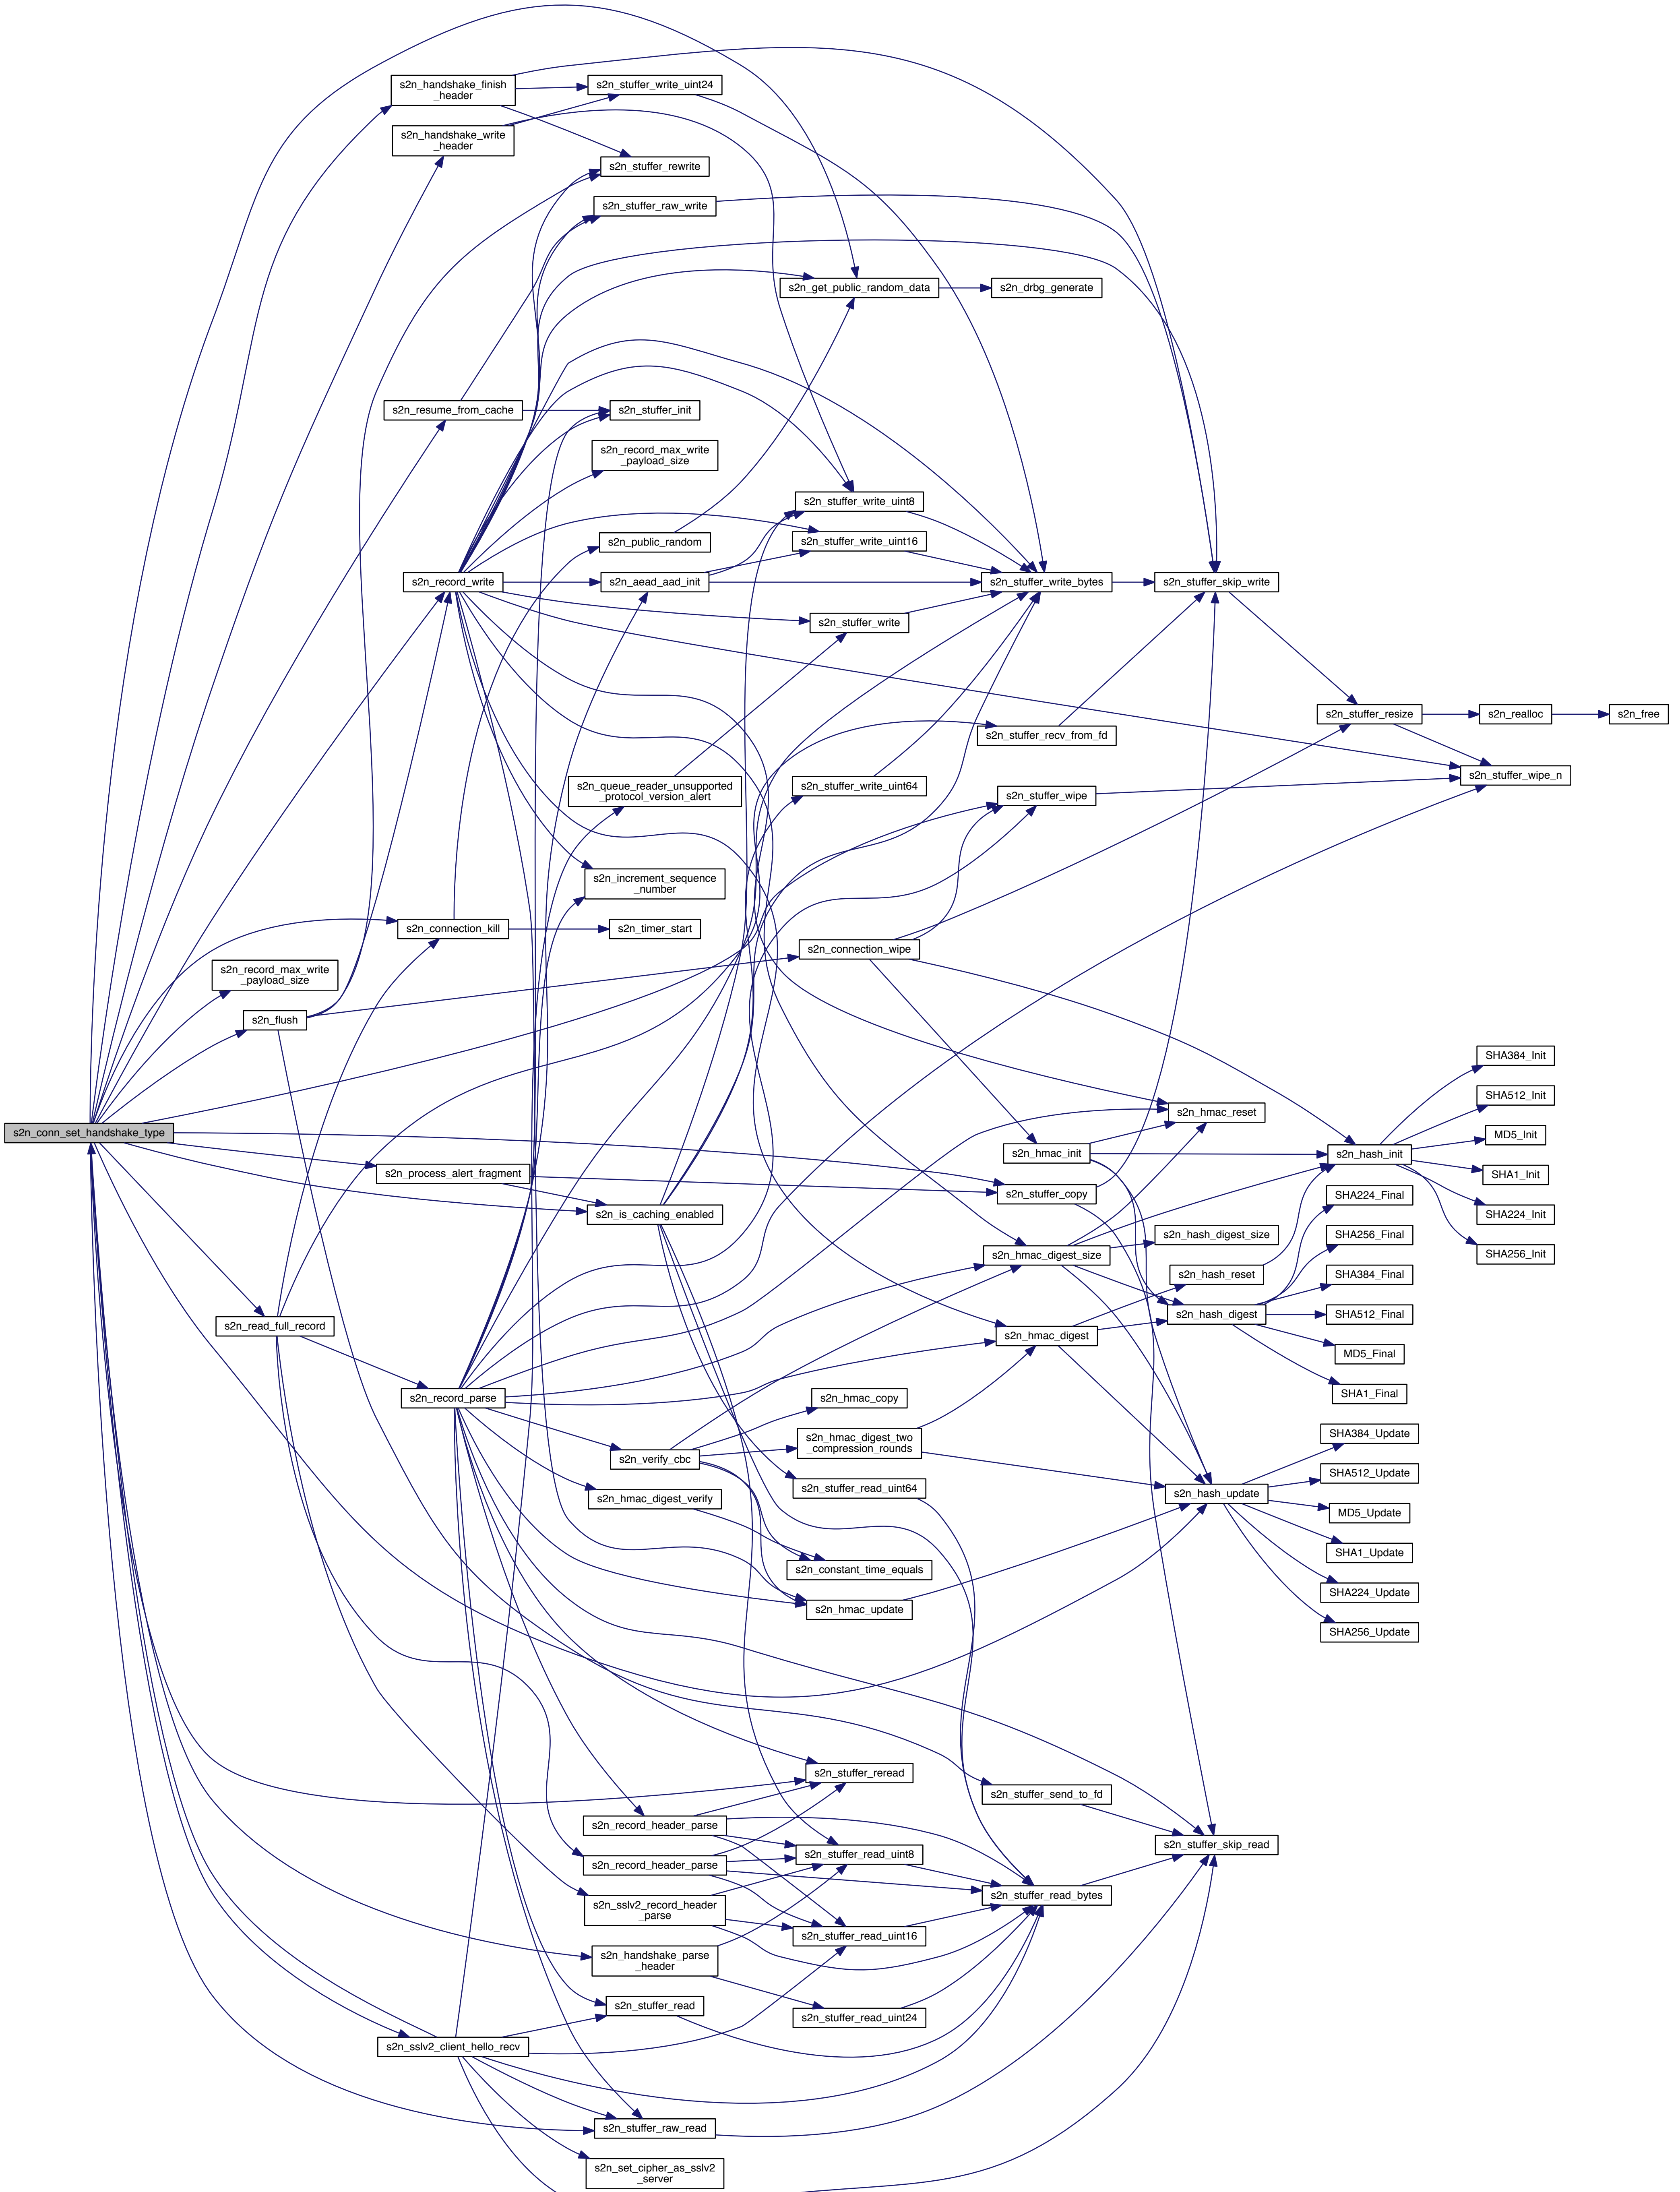 s2n_handshake_finish
_header
s2n_stuffer_write_uint24
s2n_handshake_write
_header
s2n_stuffer_rewrite
s2n_stuffer_raw_write
s2n_get_public_random_data
s2n_drbg_generate
s2n_resume_from_cache
s2n_stuffer_init
s2n_record_max_write
_payload_size
s2n_stuffer_write_uint8
s2n_public_random
s2n_stuffer_write_uint16
s2n_record_write
s2n_aead_aad_init
s2n_stuffer_write_bytes
s2n_stuffer_skip_write
s2n_stuffer_write
s2n_stuffer_resize
s2n_realloc
s2n_free
s2n_stuffer_recv_from_fd
s2n_stuffer_wipe_n
s2n_queue_reader_unsupported
_protocol_version_alert
s2n_stuffer_write_uint64
s2n_stuffer_wipe
s2n_increment_sequence
_number
s2n_connection_kill
s2n_timer_start
s2n_connection_wipe
s2n_record_max_write
_payload_size
s2n_flush
SHA384_Init
SHA512_Init
s2n_hmac_reset
s2n_conn_set_handshake_type
MD5_Init
s2n_hmac_init
s2n_hash_init
s2n_process_alert_fragment
SHA1_Init
s2n_stuffer_copy
SHA224_Final
s2n_is_caching_enabled
SHA224_Init
s2n_hash_digest_size
SHA256_Final
s2n_hmac_digest_size
SHA256_Init
s2n_hash_reset
SHA384_Final
s2n_hash_digest
SHA512_Final
s2n_read_full_record
s2n_hmac_digest
MD5_Final
SHA1_Final
s2n_record_parse
s2n_hmac_copy
SHA384_Update
s2n_hmac_digest_two
_compression_rounds
s2n_verify_cbc
SHA512_Update
s2n_stuffer_read_uint64
s2n_hash_update
s2n_hmac_digest_verify
MD5_Update
SHA1_Update
s2n_constant_time_equals
SHA224_Update
s2n_hmac_update
SHA256_Update
s2n_stuffer_reread
s2n_stuffer_send_to_fd
s2n_record_header_parse
s2n_stuffer_skip_read
s2n_stuffer_read_uint8
s2n_record_header_parse
s2n_stuffer_read_bytes
s2n_sslv2_record_header
_parse
s2n_stuffer_read_uint16
s2n_handshake_parse
_header
s2n_stuffer_read
s2n_stuffer_read_uint24
s2n_sslv2_client_hello_recv
s2n_stuffer_raw_read
s2n_set_cipher_as_sslv2
_server